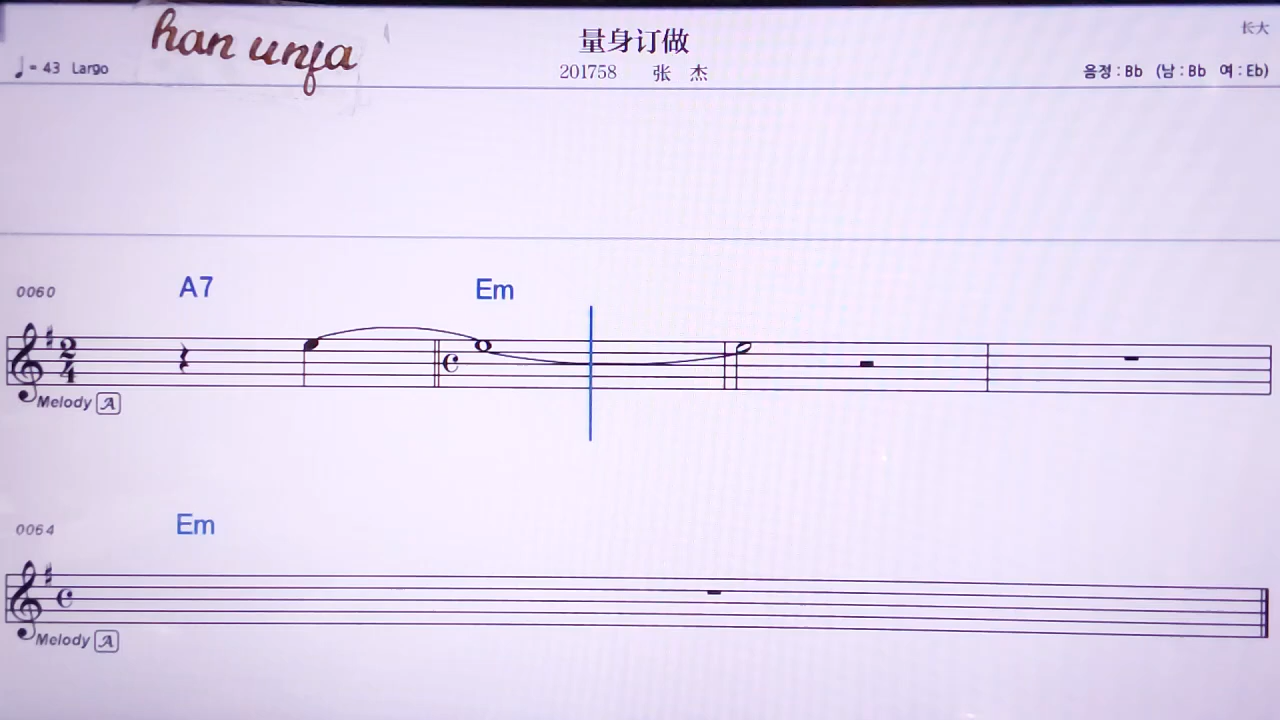 han unja
量身订做
长大
♩= 43 Largo
201758 张 杰
음정 : Bb (남 : Bb 여 : Eb)
0060 A7 Em
2 4
Melody A
0064 Em
Melody A